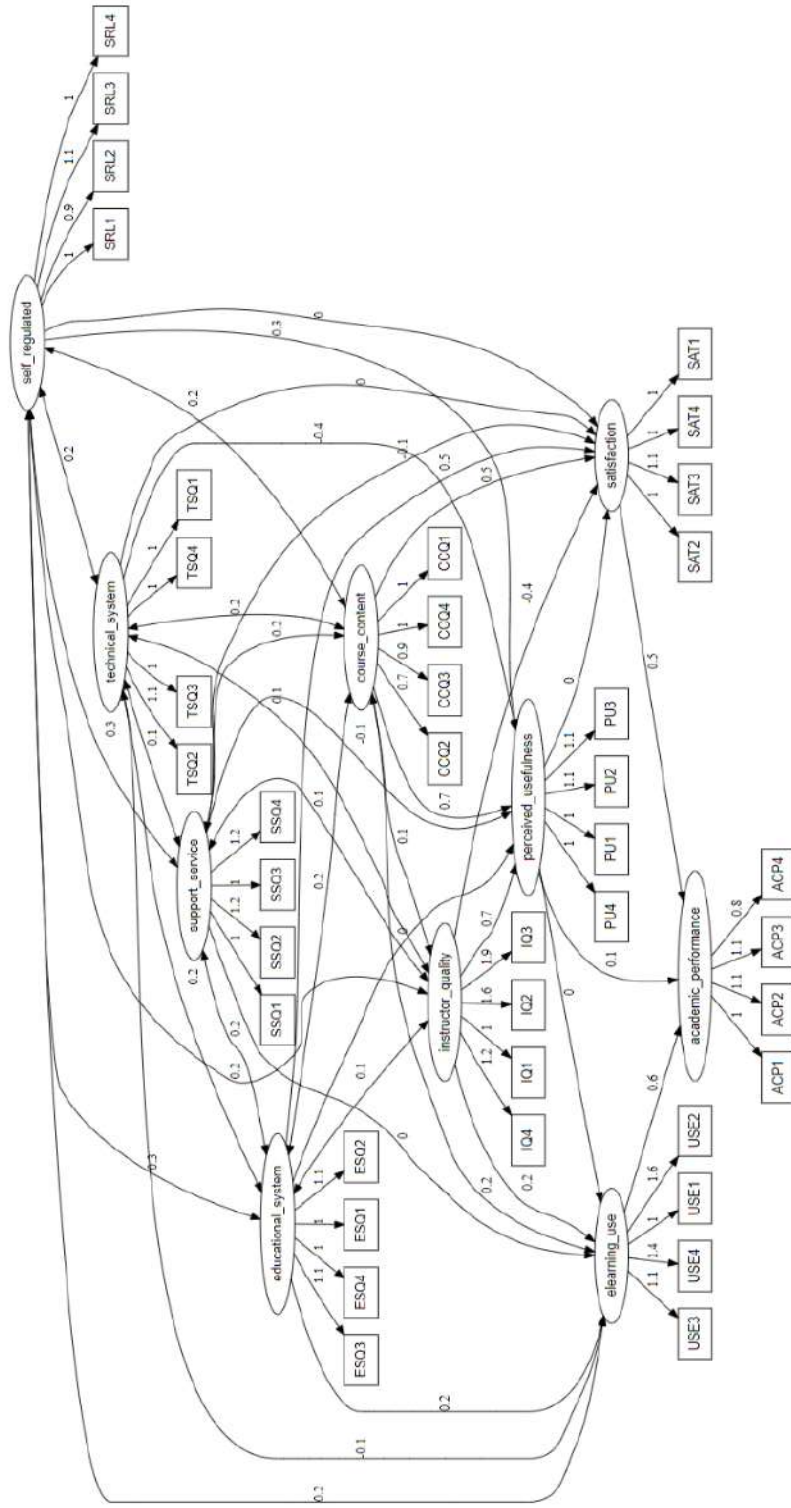 self_regulated
0.2
1
0.9
1.1
1
SRL1
SRL2
SRL3
SRL4
technical_system
0.3
0.1
1.1
1
1
1
TSQ2
TSQ3
TSQ4
TSQ1
0.2
0
0.3
0
support_service
0.2
0.2
1
1.2
1
1.2
SSQ1
SSQ2
SSQ3
SSQ4
0.2
0.2
-0.4
educational_system
0.3
0.2
1.1
1
1
1.1
ESQ3
ESQ4
ESQ1
ESQ2
0.1
0.2
0.1
course_content
-0.1
0.1
-0.1
0.5
0.7
0.9
1
1
CCQ2
CCQ3
CCQ4
CCQ1
0.5
instructor_quality
0
0
0.1
0.7
1.2
1
1.6
1.9
0.7
IQ4
IQ1
IQ2
IQ3
-0.4
perceived_usefulness
0.2
-0.1
0.2
0.2
0.2
0
0.1
1
1
1.1
1.1
0
PU4
PU1
PU2
PU3
elearning_use
satisfaction
1.1
1.4
1
1.6
0.6
0.5
1
1.1
1
1
USE3
USE4
USE1
USE2
SAT2
SAT3
SAT4
SAT1
academic_performance
1
1.1
1.1
0.8
ACP1
ACP2
ACP3
ACP4